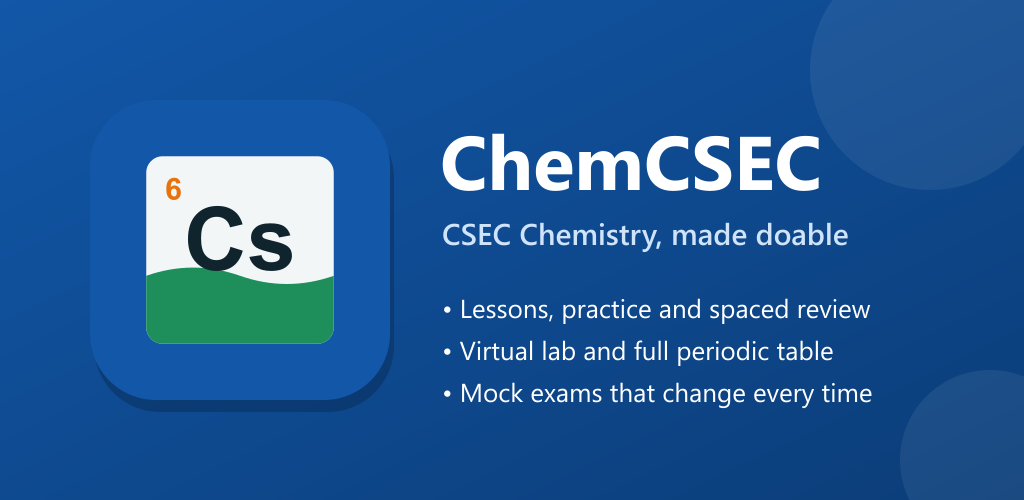 6
Cs
ChemCSEC
CSEC Chemistry, made doable
• Lessons, practice and spaced review
• Virtual lab and full periodic table
• Mock exams that change every time